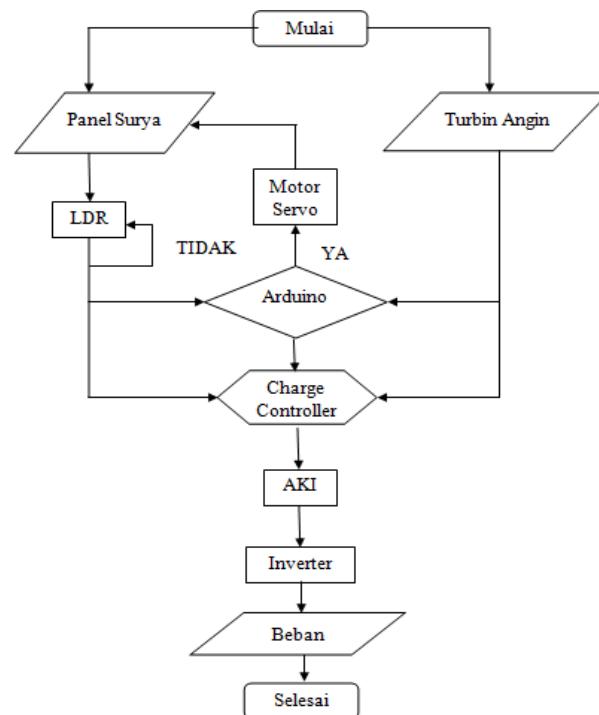 Mulai
Panel Surya
Turbin Angin
Motor
Servo
LDR
TIDAK
YA
Arduino
Charge
Controller
AKI
Inverter
Beban
Selesai